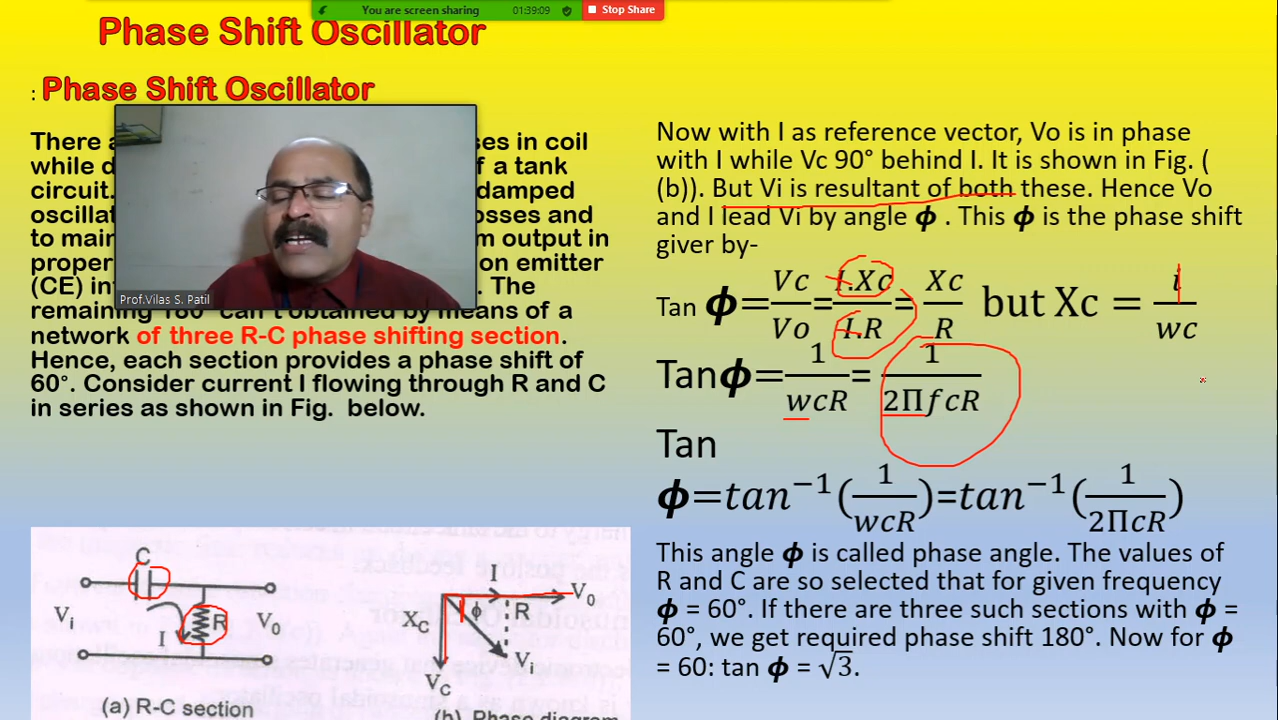 You are screen sharing 01:39:09 Stop Share
Phase Shift Oscillator
: Phase Shift Oscillator
There ses in coil
while d f a tank
circuit. damped
oscillat osses and
to main m output in
proper on emitter
(CE) in . The
remaining 180° can't obtained by means of a
network of three R-C phase shifting section.
Hence, each section provides a phase shift of
60°. Consider current I flowing through R and C
in series as shown in Fig. below.
Prof.Vilas S. Patil
Now with I as reference vector, Vo is in phase
with I while Vc 90° behind I. It is shown in Fig. (
(b)). But Vi is resultant of both these. Hence Vo
and I lead Vi by angle ϕ . This ϕ is the phase shift
giver by-
Tan ϕ=Vc/Vo=I.Xc/I.R=Xc/R but Xc = i/wc
Tanϕ=1/wcR=1/2ΠfcR
Tan
ϕ=tan⁻¹(1/wcR)=tan⁻¹(1/2ΠcR)
This angle ϕ is called phase angle. The values of
R and C are so selected that for given frequency
ϕ = 60°. If there are three such sections with ϕ =
60°, we get required phase shift 180°. Now for ϕ
= 60: tan ϕ = √3.
C
Vi I R V0
(a) R-C section
I V0
ϕ R
XC
Vi
VC
(b) Phase diagram